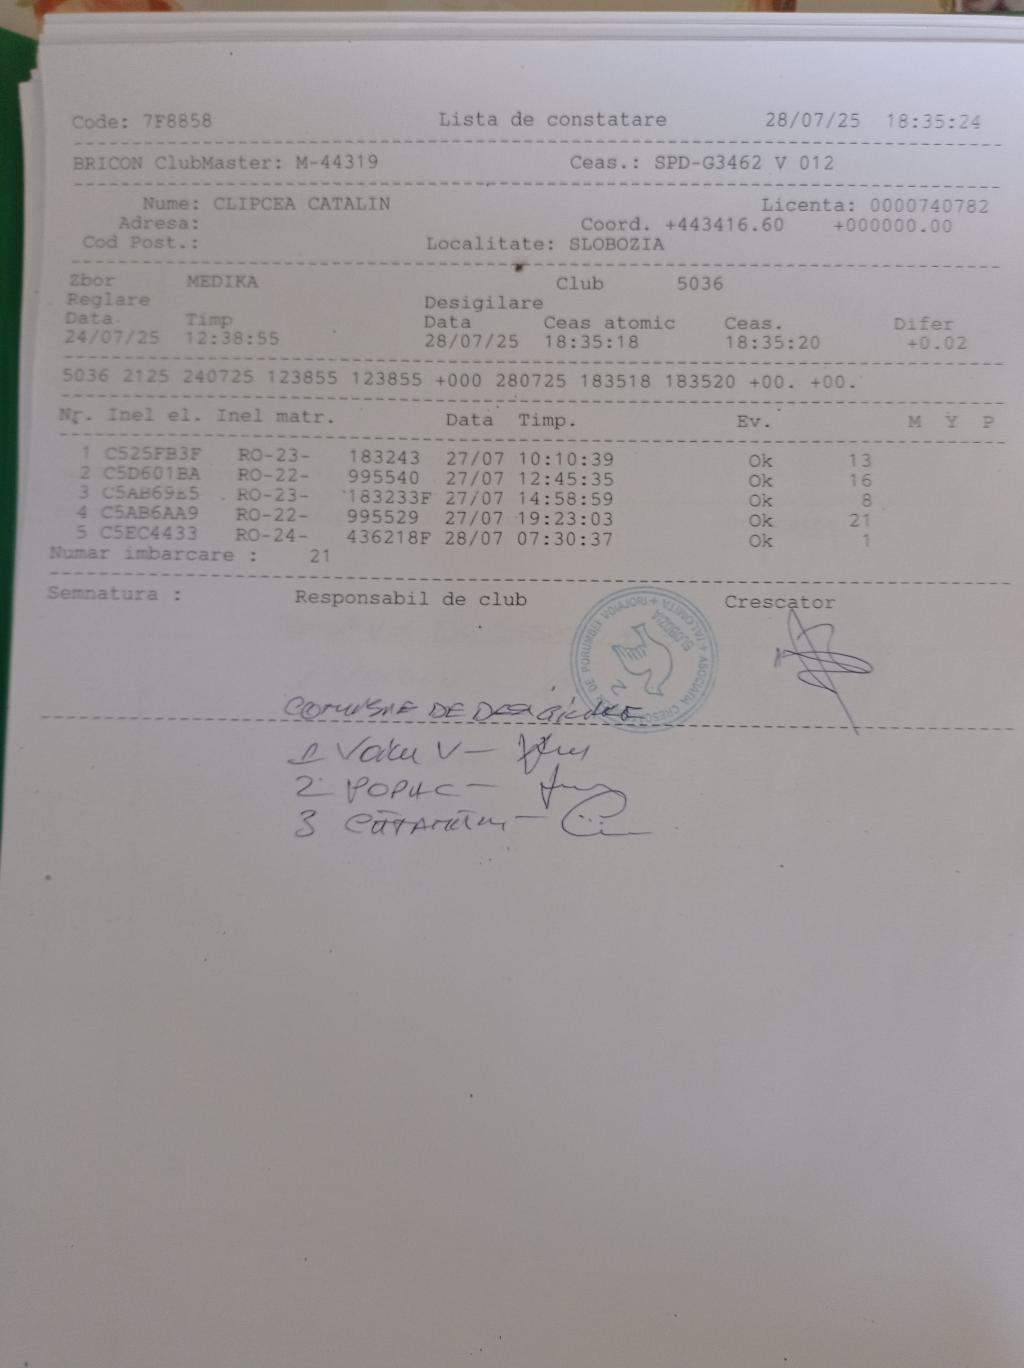 Code: 7F8858 Lista de constatare 28/07/25 18:35:24
BRICON ClubMaster: M-44319 Ceas.: SPD-G3462 V 012
Nume: CLIPCEA CATALIN Licenta: 0000740782
Adresa: Coord. +443416.60 +000000.00
Cod Post.: Localitate: SLOBOZIA
Zbor MEDIKA Club 5036
Reglare Desigilare
Data Timp Data Ceas atomic Ceas. Difer
24/07/25 12:38:55 28/07/25 18:35:18 18:35:20 +0.02
5036 2125 240725 123855 123855 +000 280725 183518 183520 +00. +00.
Nr. Inel el. Inel matr. Data Timp. Ev. M Y P
1 C525FB3F RO-23- 183243 27/07 10:10:39 Ok 13
2 C5D601BA RO-22- 995540 27/07 12:45:35 Ok 16
3 C5AB69E5 RO-23- 183233F 27/07 14:58:59 Ok 8
4 C5AB6AA9 RO-22- 995529 27/07 19:23:03 Ok 21
5 C5EC4433 RO-24- 436218F 28/07 07:30:37 Ok 1
Numar imbarcare : 21
Semnatura : Responsabil de club Crescator
SLOBOZIA
DE DESIGILARE
1 Voicu V -
2 POPA C -
3